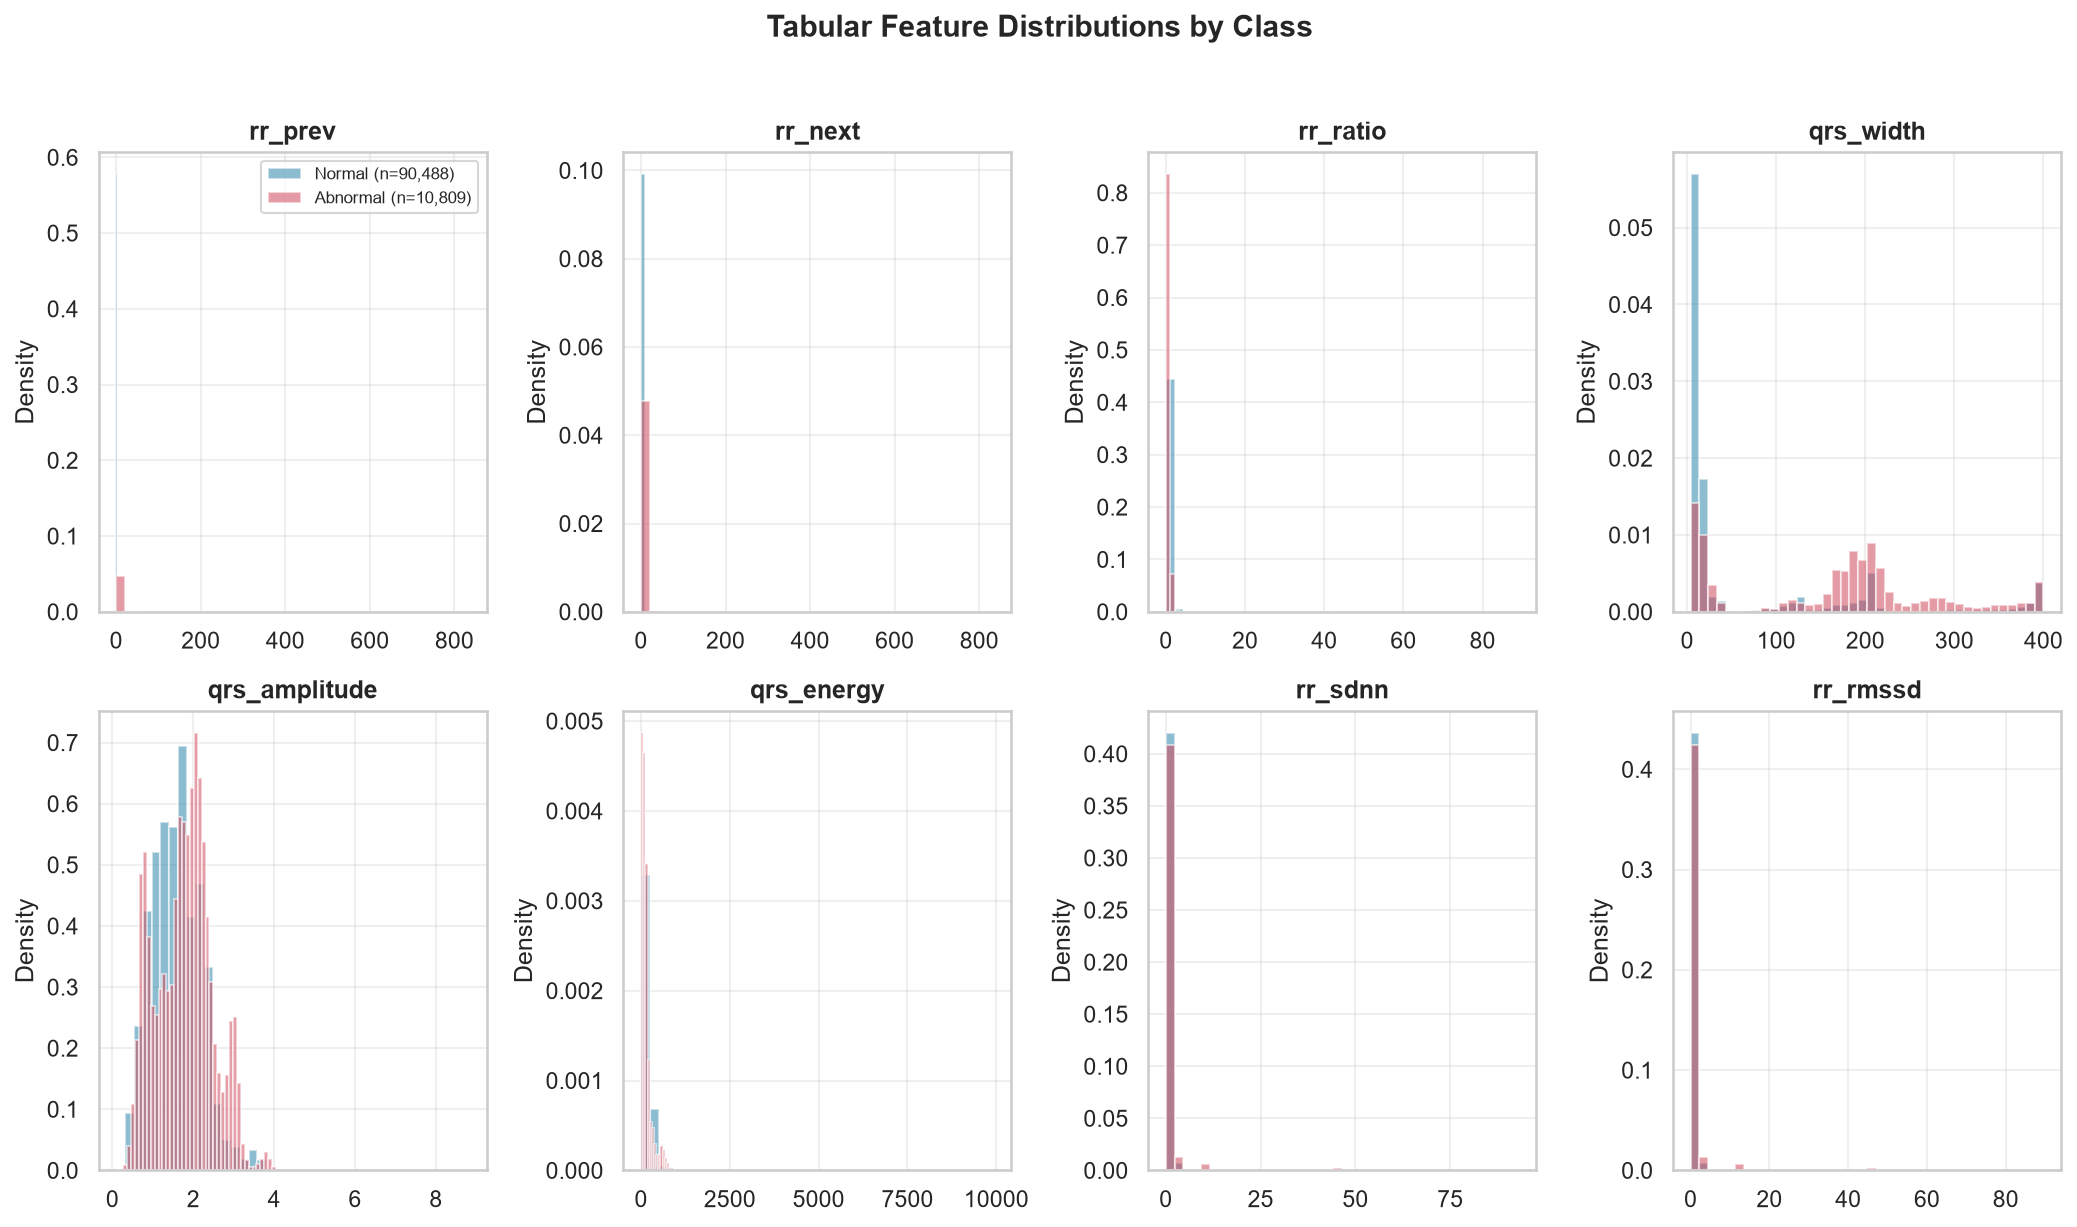 Tabular Feature Distributions by Class
rr_prev
Density
0.6
0.5
0.4
0.3
0.2
0.1
0.0
0 200 400 600 800
Normal (n=90,488)
Abnormal (n=10,809)
rr_next
Density
0.10
0.08
0.06
0.04
0.02
0.00
0 200 400 600 800
rr_ratio
Density
0.8
0.7
0.6
0.5
0.4
0.3
0.2
0.1
0.0
0 20 40 60 80
qrs_width
Density
0.05
0.04
0.03
0.02
0.01
0.00
0 100 200 300 400
qrs_amplitude
Density
0.7
0.6
0.5
0.4
0.3
0.2
0.1
0.0
0 2 4 6 8
qrs_energy
Density
0.005
0.004
0.003
0.002
0.001
0.000
0 2500 5000 7500 10000
rr_sdnn
Density
0.40
0.35
0.30
0.25
0.20
0.15
0.10
0.05
0.00
0 25 50 75
rr_rmssd
Density
0.4
0.3
0.2
0.1
0.0
0 20 40 60 80